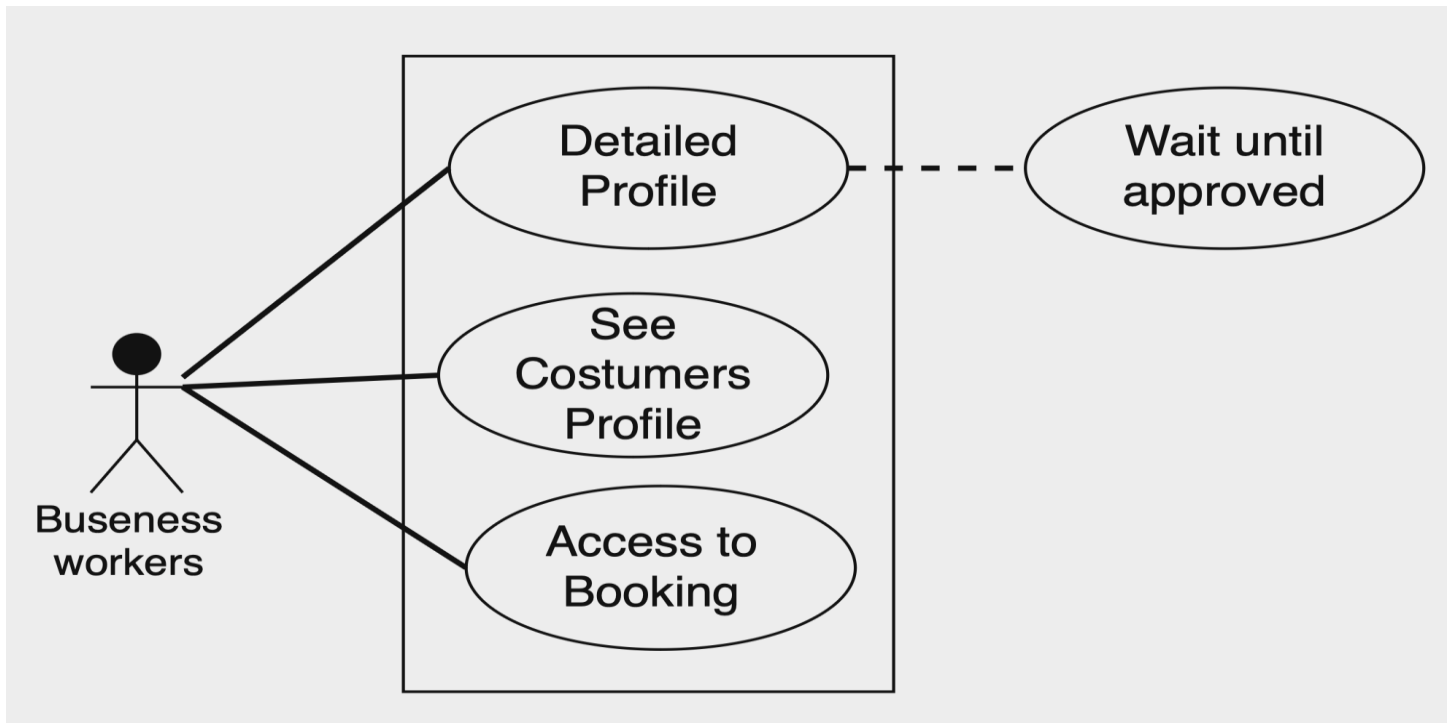 Detailed
Profile
Wait until
approved
See
Costumers
Profile
Buseness
workers
Access to
Booking